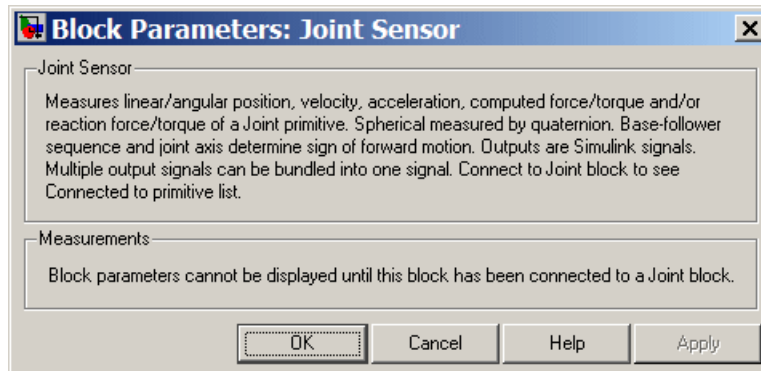 Block Parameters: Joint Sensor
Joint Sensor
Measures linear/angular position, velocity, acceleration, computed force/torque and/or
reaction force/torque of a Joint primitive. Spherical measured by quaternion. Base-follower
sequence and joint axis determine sign of forward motion. Outputs are Simulink signals.
Multiple output signals can be bundled into one signal. Connect to Joint block to see
Connected to primitive list.
Measurements
Block parameters cannot be displayed until this block has been connected to a Joint block.
OK Cancel Help Apply